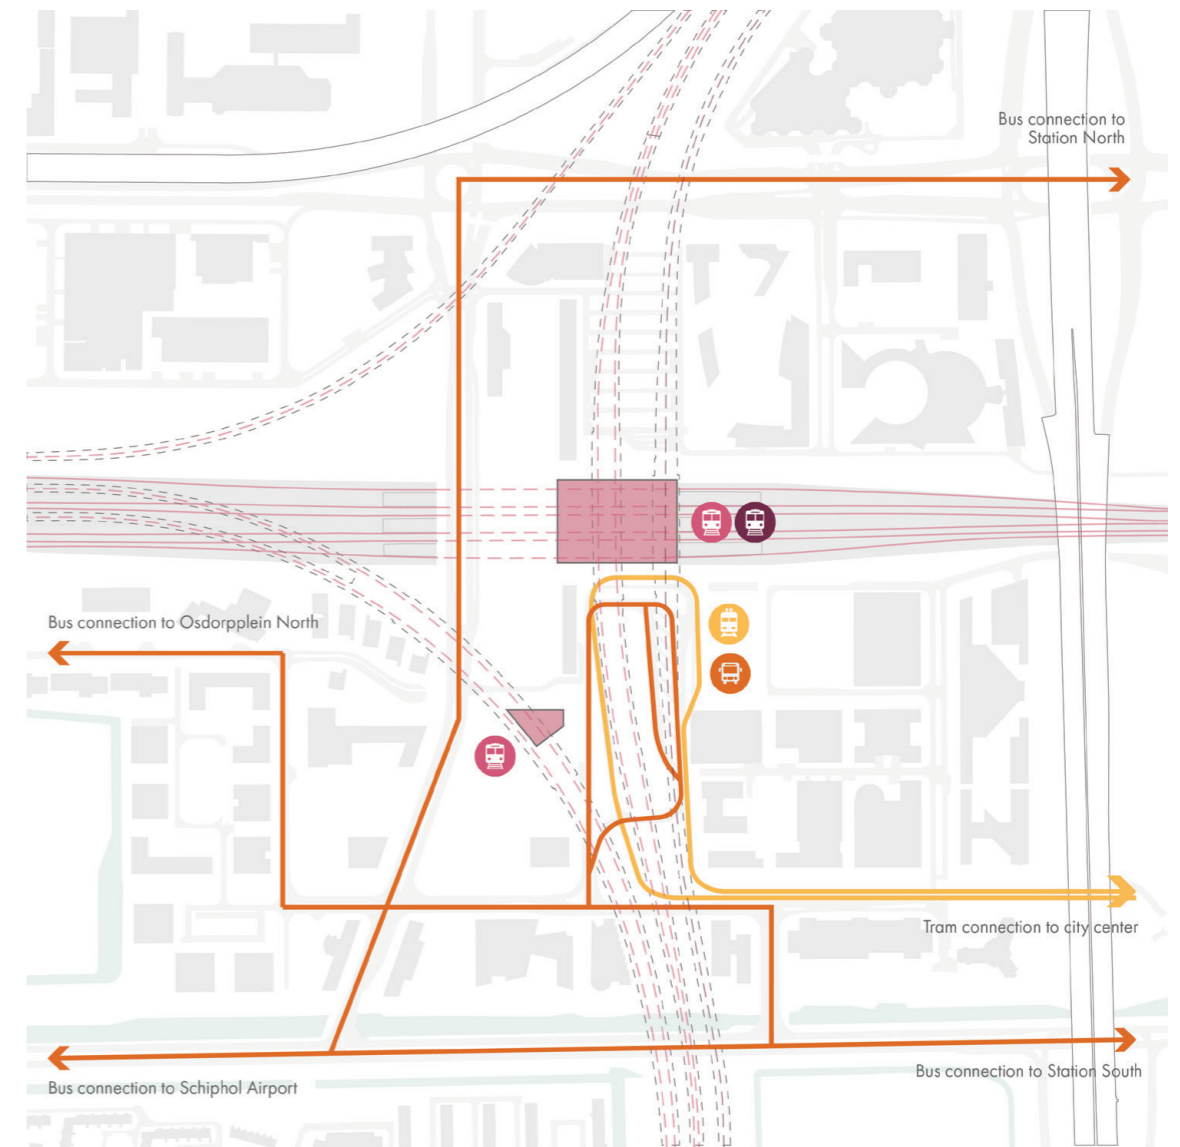 Bus connection to
Station North
Bus connection to Osdorpplein North
Tram connection to city center
Bus connection to Station South
Bus connection to Schiphol Airport